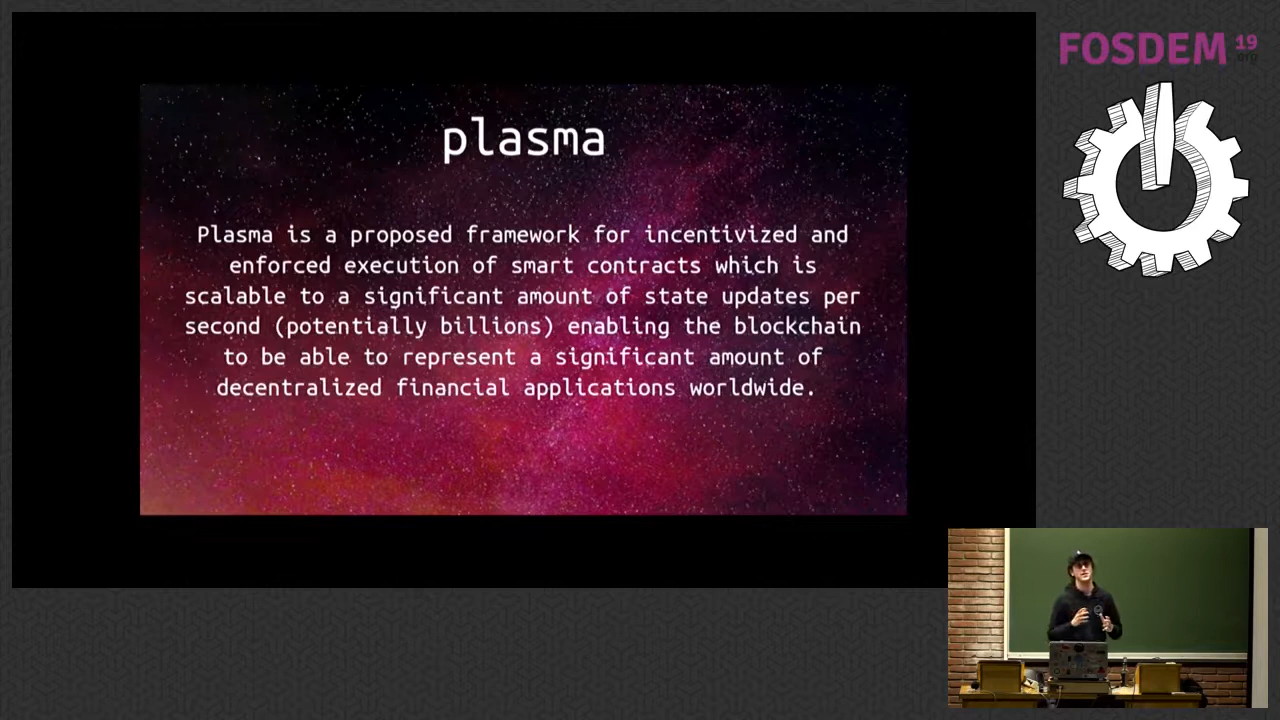 plasma
Plasma is a proposed framework for incentivized and
enforced execution of smart contracts which is
scalable to a significant amount of state updates per
second (potentially billions) enabling the blockchain
to be able to represent a significant amount of
decentralized financial applications worldwide.
FOSDEM 19
.org